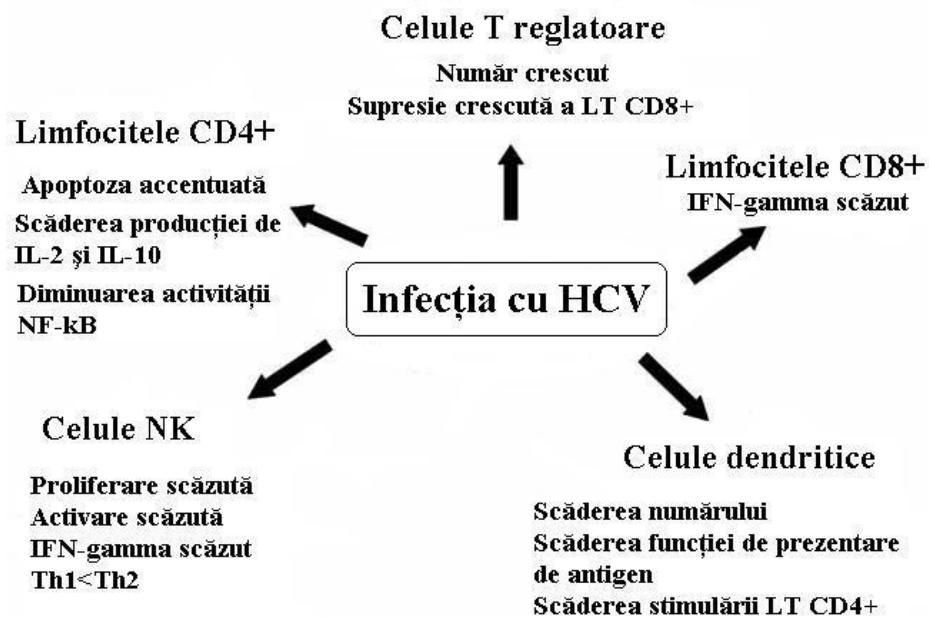 Celule T reglatoare
Număr crescut
Supresie crescută a LT CD8+
Limfocitele CD4+
Apoptoza accentuată
Scăderea producției de
IL-2 şi IL-10
Diminuarea activității
NF-kB
Limfocitele CD8+
IFN-gamma scăzut
Infecția cu HCV
Celule NK
Proliferare scăzută
Activare scăzută
IFN-gamma scăzut
Th1<Th2
Celule dendritice
Scăderea numărului
Scăderea funcției de prezentare
de antigen
Scăderea stimulării LT CD4+